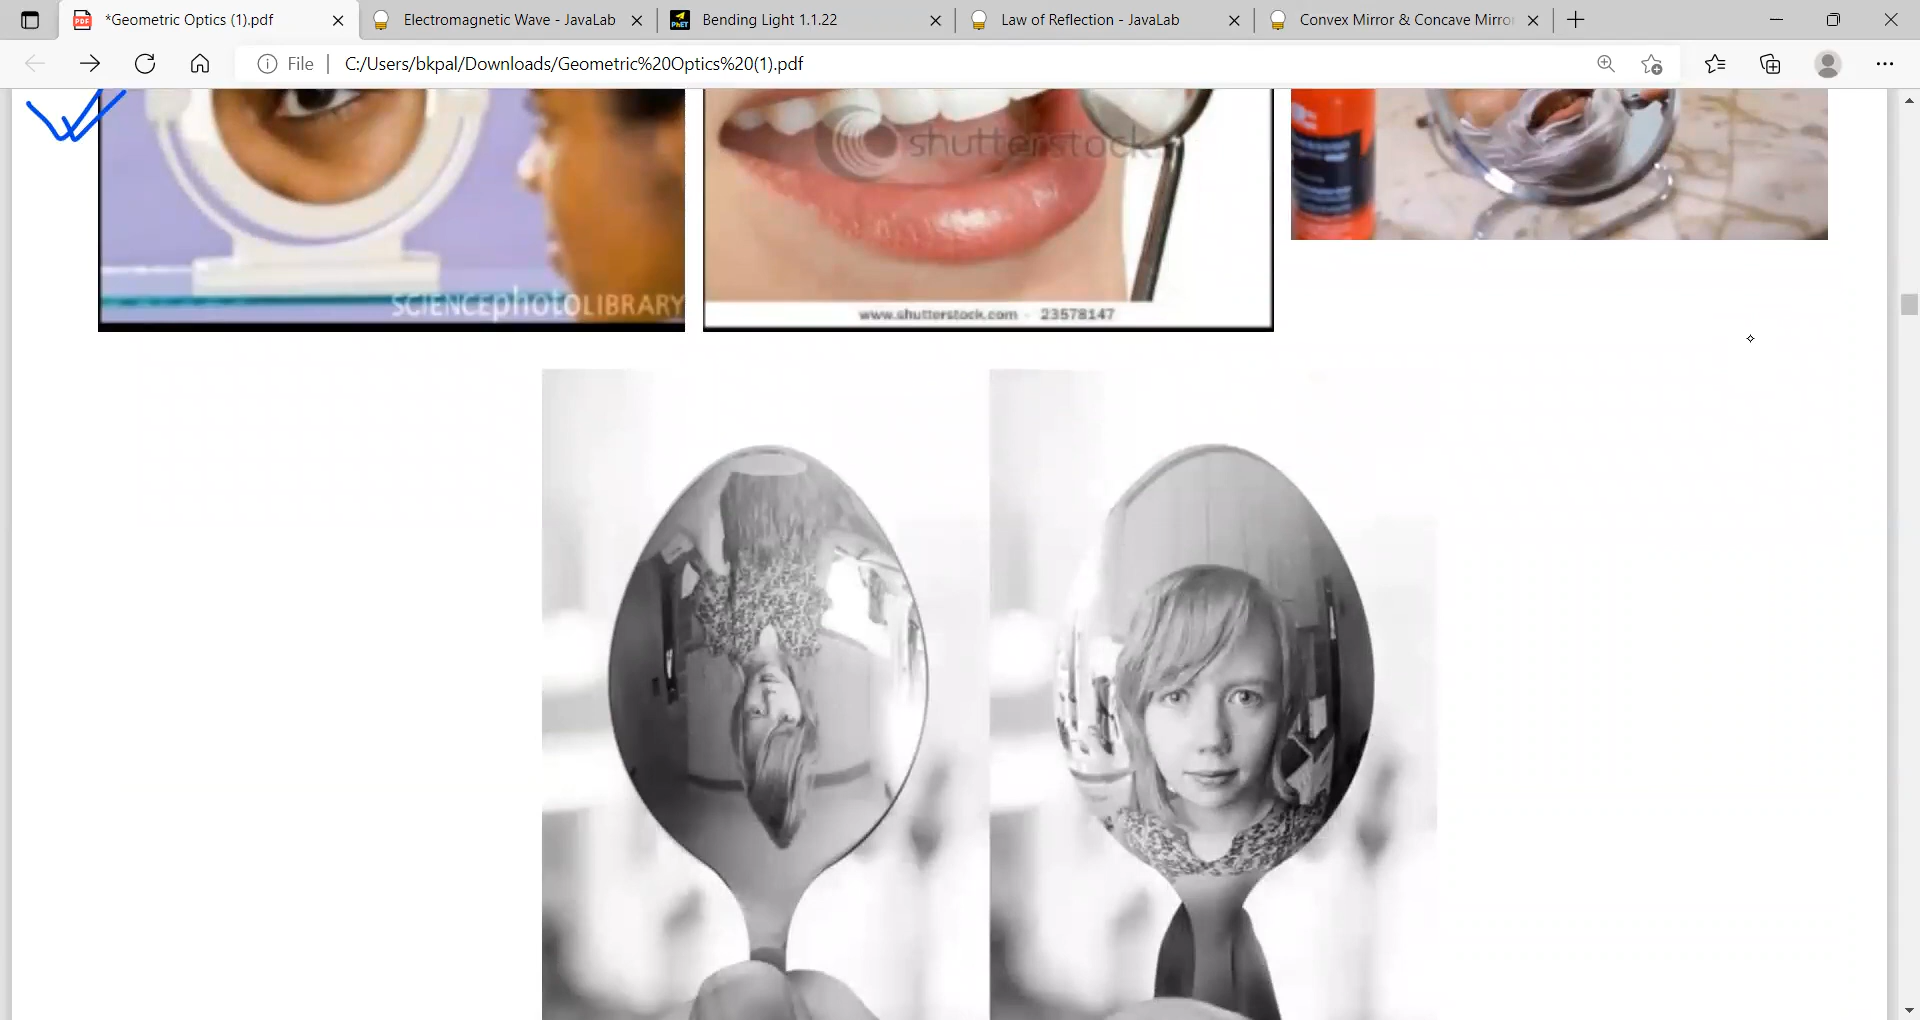 *Geometric Optics (1).pdf
Electromagnetic Wave - JavaLab
Bending Light 1.1.22
Law of Reflection - JavaLab
Convex Mirror & Concave Mirro
File
C:/Users/bkpal/Downloads/Geometric%20Optics%20(1).pdf
shutterstock
SCIENCEphotoLIBRARY
www.shutterstock.com - 23578147